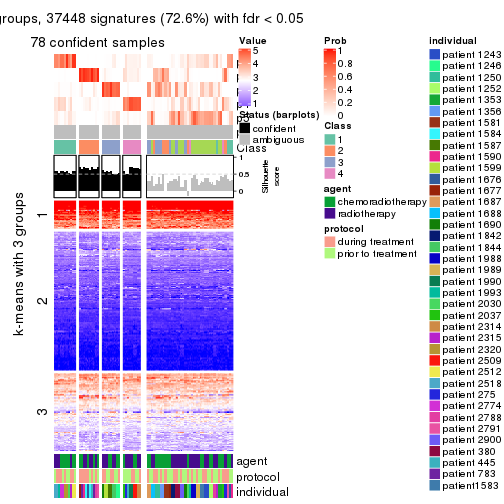 groups, 37448 signatures (72.6%) with fdr < 0.05
78 confident samples
Value
5
4
3
2
1
Status (barplots)
confident
ambiguous
Prob
1
0.8
0.6
0.4
0.2
0
Class
1
2
3
4
agent
chemoradiotherapy
radiotherapy
protocol
during treatment
prior to treatment
individual
patient 1243
patient 1246
patient 1250
patient 1252
patient 1353
patient 1356
patient 1581
patient 1584
patient 1587
patient 1590
patient 1599
patient 1676
patient 1677
patient 1687
patient 1688
patient 1690
patient 1842
patient 1844
patient 1988
patient 1989
patient 1990
patient 1993
patient 2030
patient 2037
patient 2314
patient 2315
patient 2320
patient 2509
patient 2512
patient 2518
patient 275
patient 2774
patient 2788
patient 2791
patient 2900
patient 380
patient 445
patient 783
patient1583
Class
1
0.5
0
Silhouette
score
k-means with 3 groups
1
2
3
agent
protocol
individual